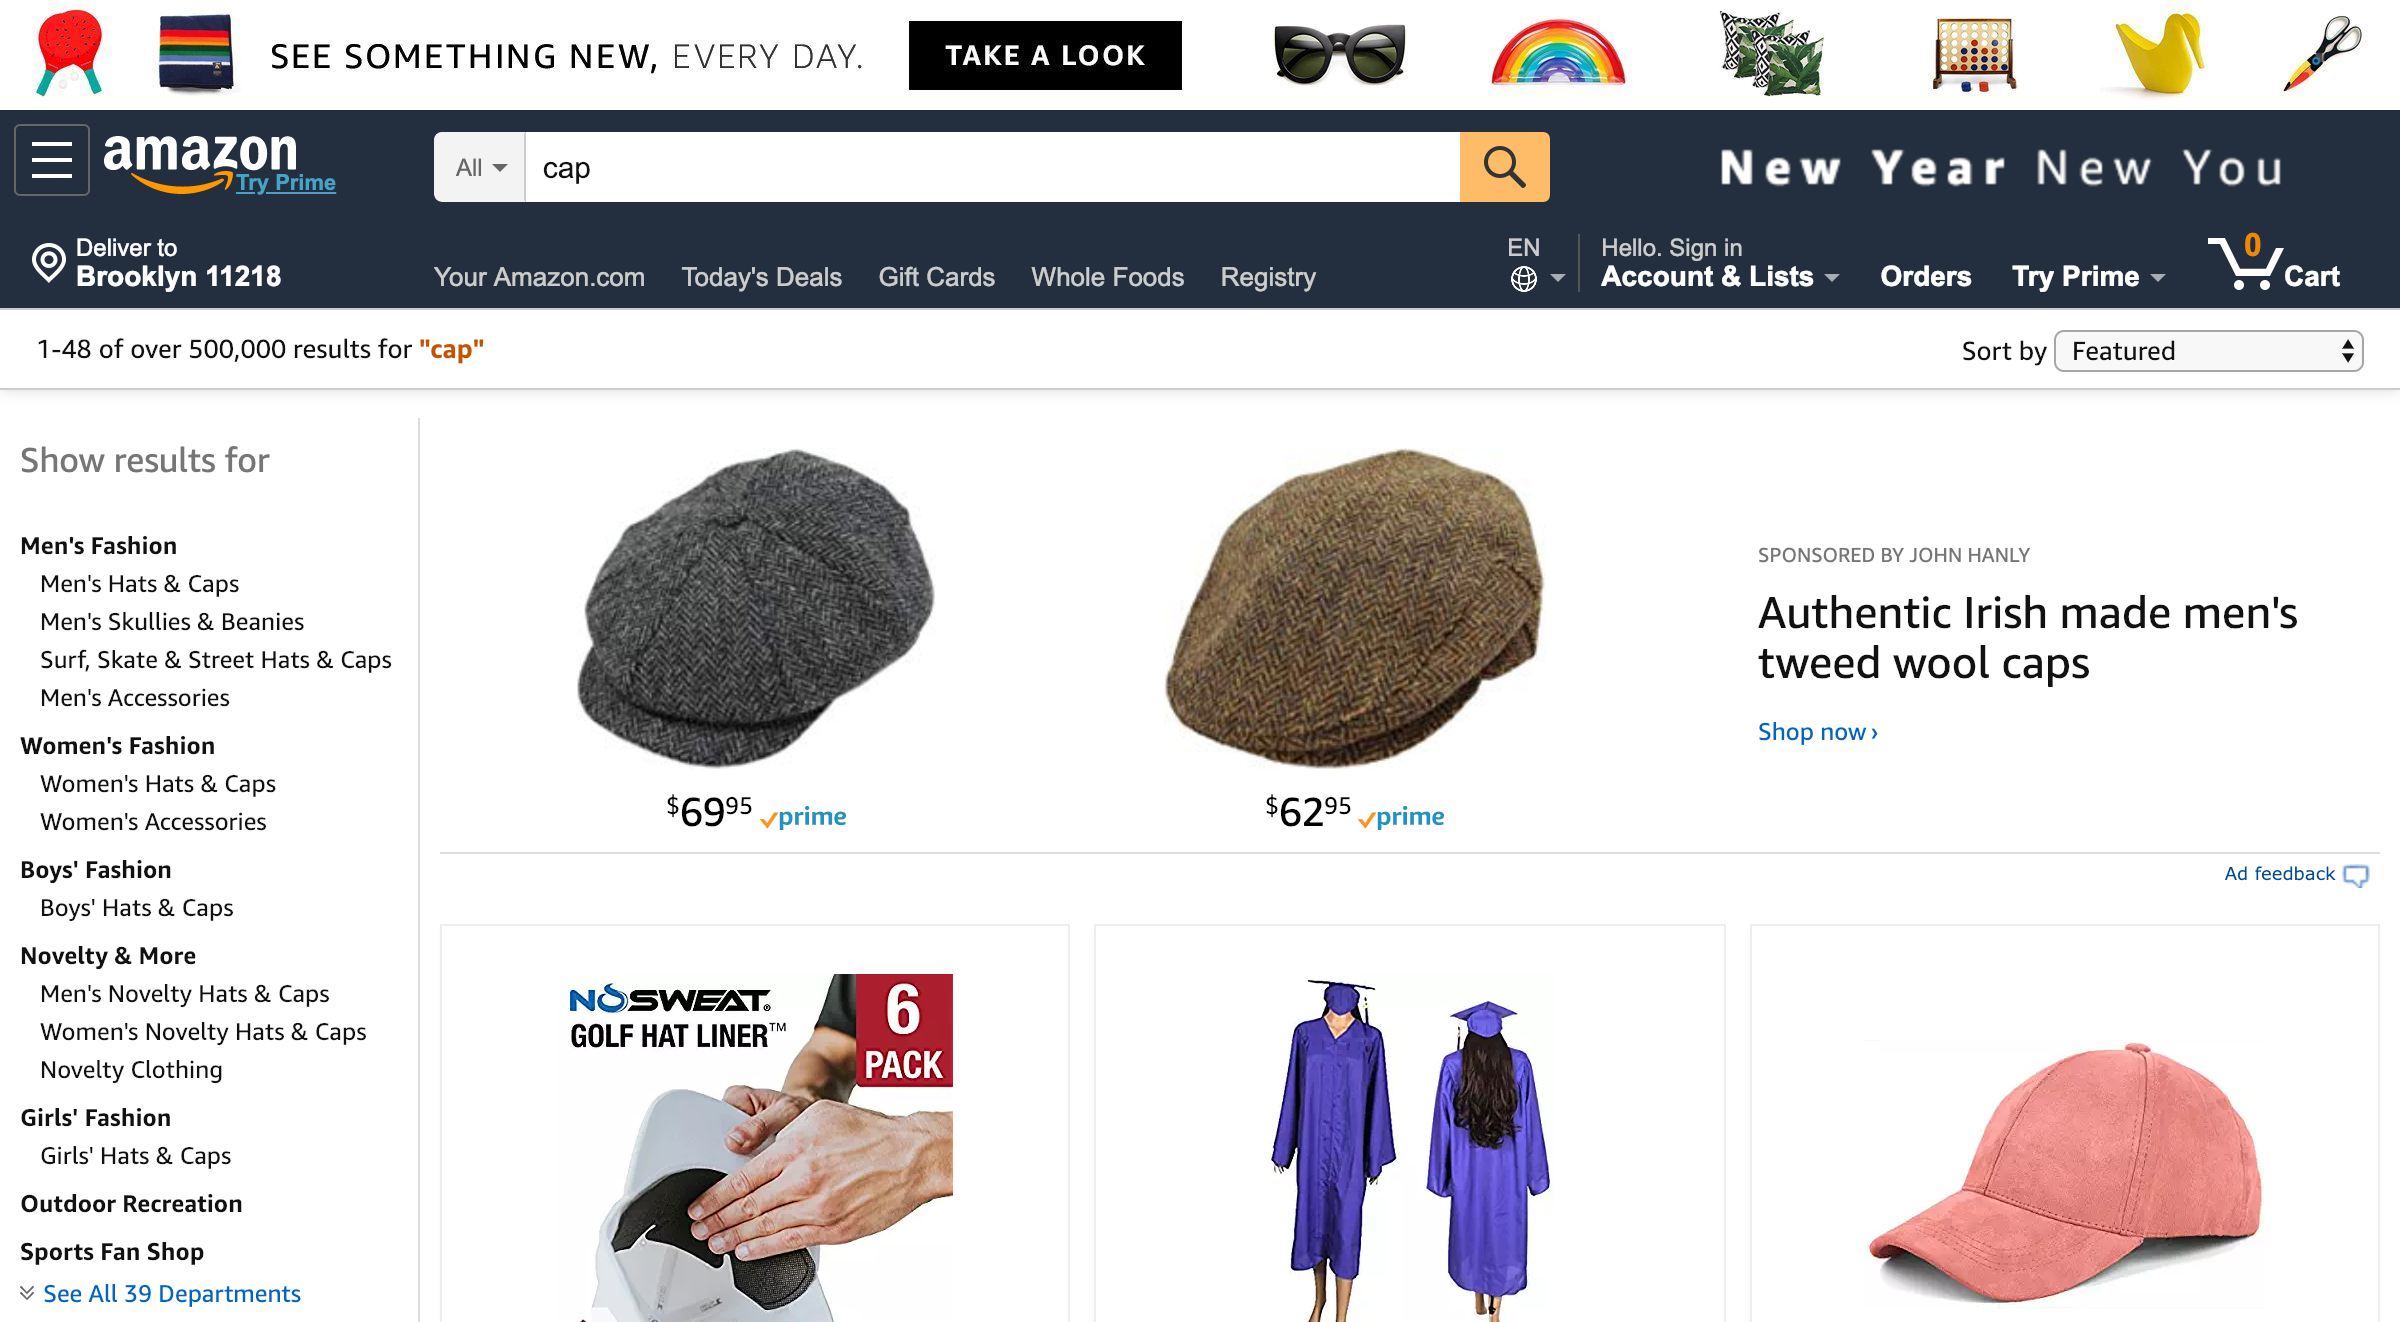 SEE SOMETHING NEW, EVERY DAY. TAKE A LOOK
amazon
Try Prime
All
cap
New Year New You
Deliver to
Brooklyn 11218
Your Amazon.com Today's Deals Gift Cards Whole Foods Registry
EN
Hello. Sign in
Account & Lists
Orders
Try Prime
0
Cart
1-48 of over 500,000 results for "cap"
Sort by Featured
Show results for
Men's Fashion
Men's Hats & Caps
Men's Skullies & Beanies
Surf, Skate & Street Hats & Caps
Men's Accessories
Women's Fashion
Women's Hats & Caps
Women's Accessories
Boys' Fashion
Boys' Hats & Caps
Novelty & More
Men's Novelty Hats & Caps
Women's Novelty Hats & Caps
Novelty Clothing
Girls' Fashion
Girls' Hats & Caps
Outdoor Recreation
Sports Fan Shop
See All 39 Departments
$69 95 prime
$62 95 prime
SPONSORED BY JOHN HANLY
Authentic Irish made men's
tweed wool caps
Shop now ›
Ad feedback
NOSWEAT®
GOLF HAT LINER™
6
PACK